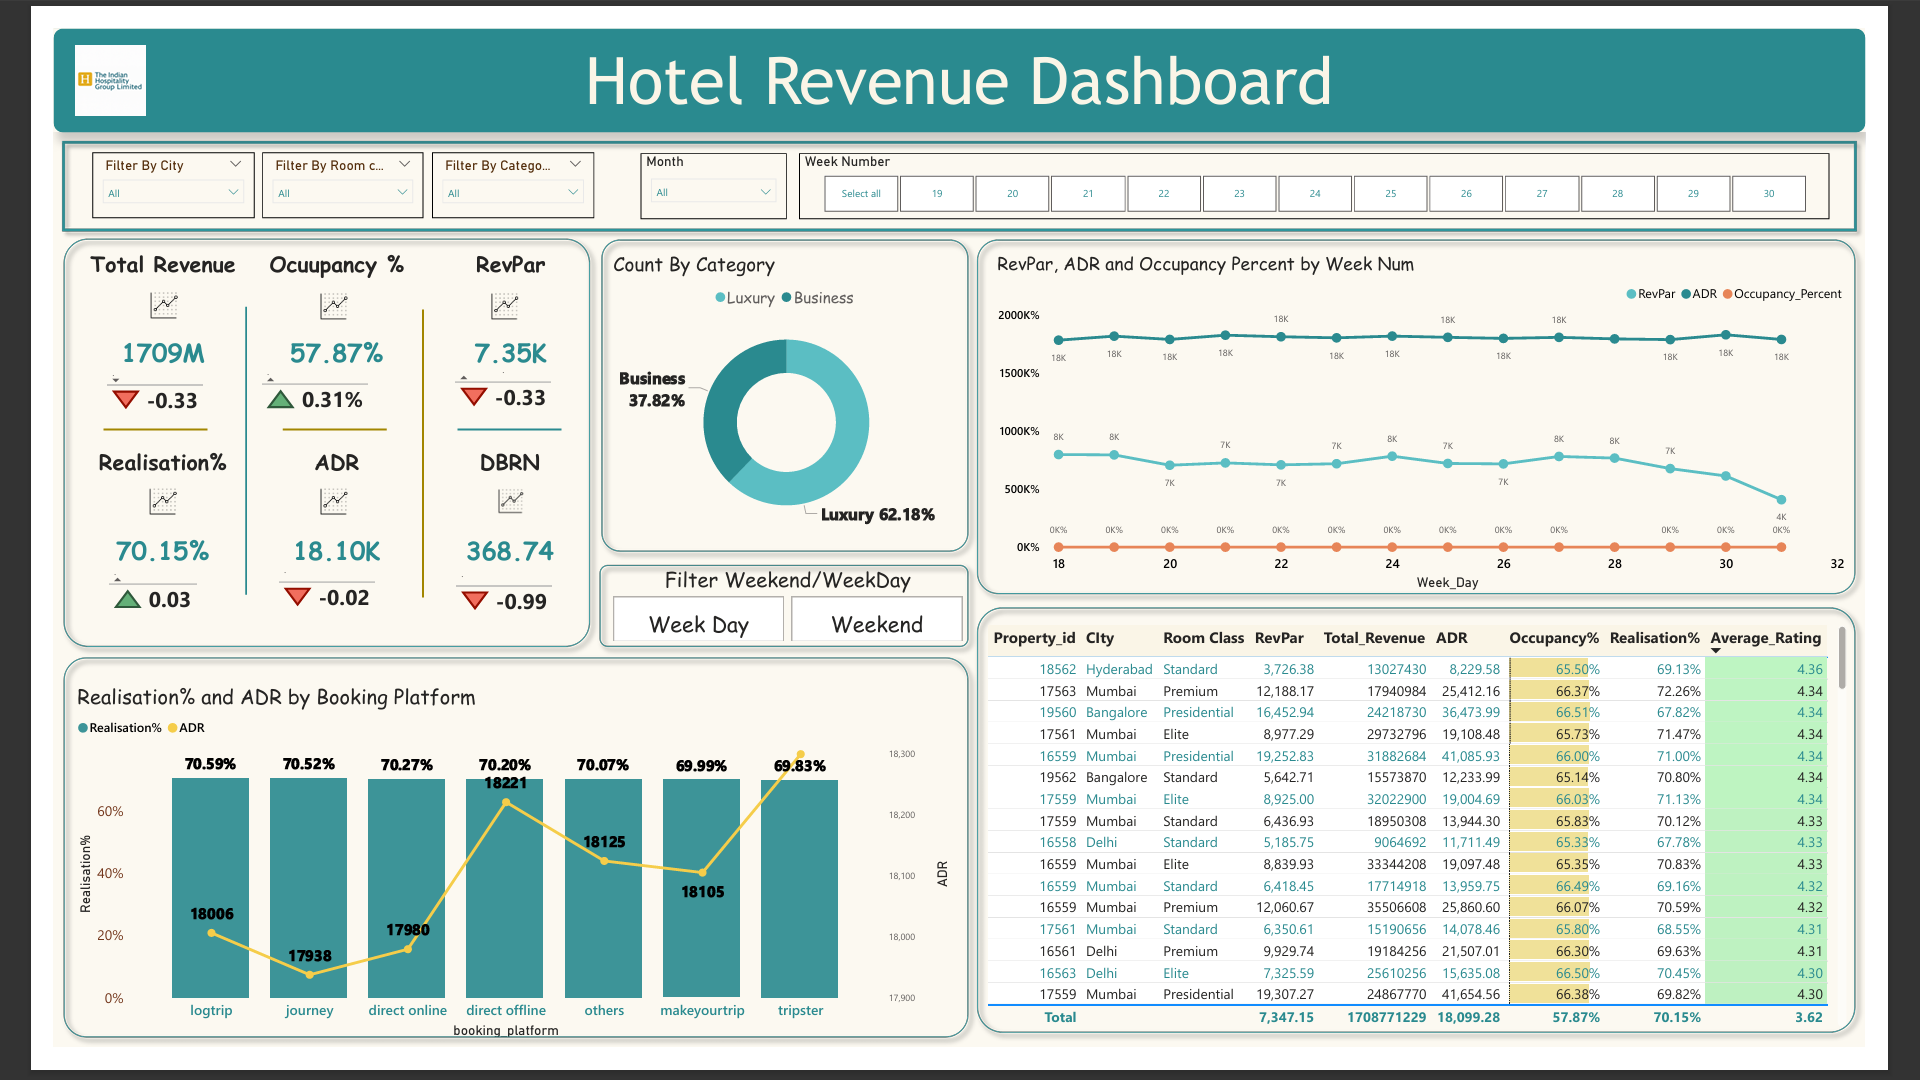 The Indian
Hospitality
Group Limited
Hotel Revenue Dashboard
Filter By City
All
Filter By Room c...
All
Filter By Catego...
All
Month
All
Week Number
Select all 19 20 21 22 23 24 25 26 27 28 29 30
Total Revenue
1709M
-0.33
Ocuupancy %
57.87%
0.31%
RevPar
7.35K
-0.33
Realisation%
70.15%
0.03
ADR
18.10K
-0.02
DBRN
368.74
-0.99
Count By Category
Luxury Business
Business
37.82%
Luxury 62.18%
Filter Weekend/WeekDay
Week Day Weekend
RevPar, ADR and Occupancy Percent by Week Num
RevPar ADR Occupancy_Percent
2000K%
18K 18K 18K
18K 18K 18K 18K 18K 18K 18K 18K 18K 18K 18K
1500K%
1000K%
8K 8K 7K 7K 8K 7K 8K 8K 7K
7K 7K 7K
500K%
4K
0K% 0K% 0K% 0K% 0K% 0K% 0K% 0K% 0K% 0K% 0K% 0K% 0K%
0K%
18 20 22 24 26 28 30 32
Week_Day
Realisation% and ADR by Booking Platform
Realisation% ADR
70.59% 70.52% 70.27% 70.20% 70.07% 69.99% 69.83%
18006 17938 17980 18221 18125 18105
60%
40%
20%
0%
Realisation%
18,300
18,200
18,100
18,000
17,900
ADR
logtrip journey direct online direct offline others makeyourtrip tripster
booking_platform
Property_id CIty Room Class RevPar Total_Revenue ADR Occupancy% Realisation% Average_Rating
18562 Hyderabad Standard 3,726.38 13027430 8,229.58 65.50% 69.13% 4.36
17563 Mumbai Premium 12,188.17 17940984 25,412.16 66.37% 72.26% 4.34
19560 Bangalore Presidential 16,452.94 24218730 36,473.99 66.51% 67.82% 4.34
17561 Mumbai Elite 8,977.29 29732796 19,108.48 65.73% 71.47% 4.34
16559 Mumbai Presidential 19,252.83 31882684 41,085.93 66.00% 71.00% 4.34
19562 Bangalore Standard 5,642.71 15573870 12,233.99 65.14% 70.80% 4.34
17559 Mumbai Elite 8,925.00 32022900 19,004.69 66.03% 71.13% 4.34
17559 Mumbai Standard 6,436.93 18950308 13,944.30 65.83% 70.12% 4.33
16558 Delhi Standard 5,185.75 9064692 11,711.49 65.33% 67.78% 4.33
16559 Mumbai Elite 8,839.93 33344208 19,097.48 65.35% 70.83% 4.33
16559 Mumbai Standard 6,418.45 17714918 13,959.75 66.49% 69.16% 4.32
16559 Mumbai Premium 12,060.67 35506608 25,860.60 66.07% 70.59% 4.32
17561 Mumbai Standard 6,350.61 15190656 14,078.46 65.80% 68.55% 4.31
16561 Delhi Premium 9,929.74 19184256 21,507.01 66.30% 69.63% 4.31
16563 Delhi Elite 7,325.59 25610256 15,635.08 66.50% 70.45% 4.30
17559 Mumbai Presidential 19,307.27 24867770 41,654.56 66.38% 69.82% 4.30
Total 7,347.15 1708771229 18,099.28 57.87% 70.15% 3.62